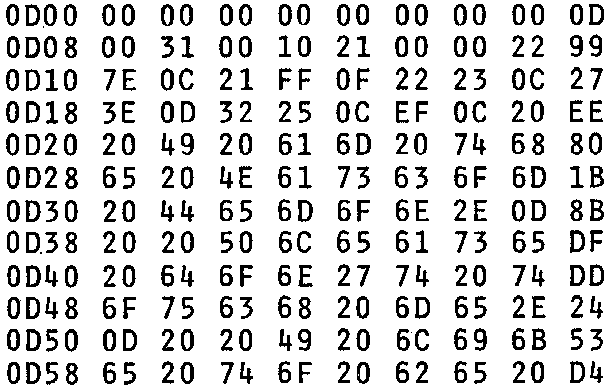 0D00 00 00 00 00 00 00 00 00 0D
0D08 00 31 00 10 21 00 00 22 99
0D10 7E 0C 21 FF 0F 22 23 0C 27
0D18 3E 0D 32 25 0C EF 0C 20 EE
0D20 20 49 20 61 6D 20 74 68 80
0D28 65 20 4E 61 73 63 6F 6D 1B
0D30 20 44 65 6D 6F 6E 2E 0D 8B
0D38 20 20 50 6C 65 61 73 65 DF
0D40 20 64 6F 6E 27 74 20 74 DD
0D48 6F 75 63 68 20 6D 65 2E 24
0D50 0D 20 20 49 20 6C 69 6B 53
0D58 65 20 74 6F 20 62 65 20 D4